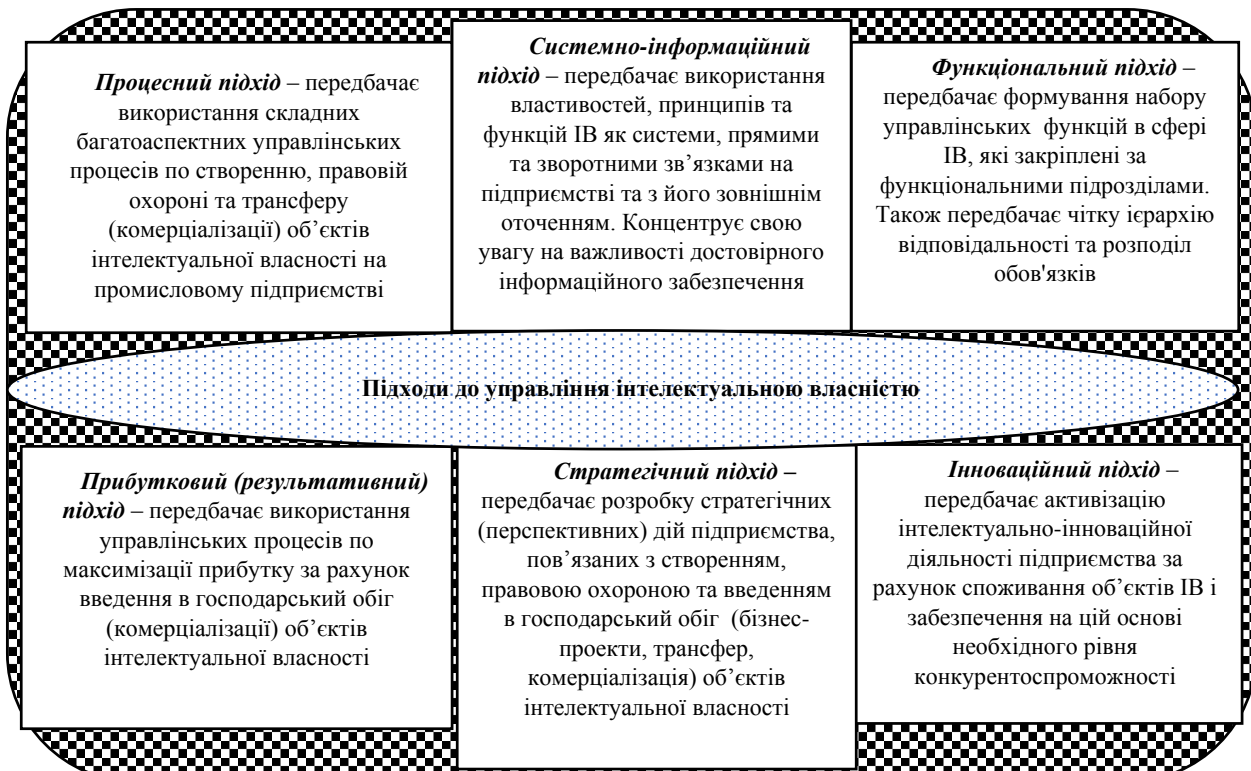 Процесний підхід – передбачає
використання складних
багатоаспектних управлінських
процесів по створенню, правовій
охороні та трансферу
(комерціалізації) об’єктів
інтелектуальної власності на
промисловому підприємстві
Системно-інформаційний
підхід – передбачає використання
властивостей, принципів та
функцій ІВ як системи, прямими
та зворотними зв’язками на
підприємстві та з його зовнішнім
оточенням. Концентрує свою
увагу на важливості достовірного
інформаційного забезпечення
Функціональний підхід –
передбачає формування набору
управлінських функцій в сфері
ІВ, які закріплені за
функціональними підрозділами.
Також передбачає чітку ієрархію
відповідальності та розподіл
обов'язків
Підходи до управління інтелектуальною власністю
Прибутковий (результативний)
підхід – передбачає використання
управлінських процесів по
максимізації прибутку за рахунок
введення в господарський обіг
(комерціалізації) об’єктів
інтелектуальної власності
Стратегічний підхід –
передбачає розробку стратегічних
(перспективних) дій підприємства,
пов’язаних з створенням,
правовою охороною та введенням
в господарський обіг (бізнес-
проекти, трансфер,
комерціалізація) об’єктів
інтелектуальної власності
Інноваційний підхід –
передбачає активізацію
інтелектуально-інноваційної
діяльності підприємства за
рахунок споживання об’єктів ІВ і
забезпечення на цій основі
необхідного рівня
конкурентоспроможності